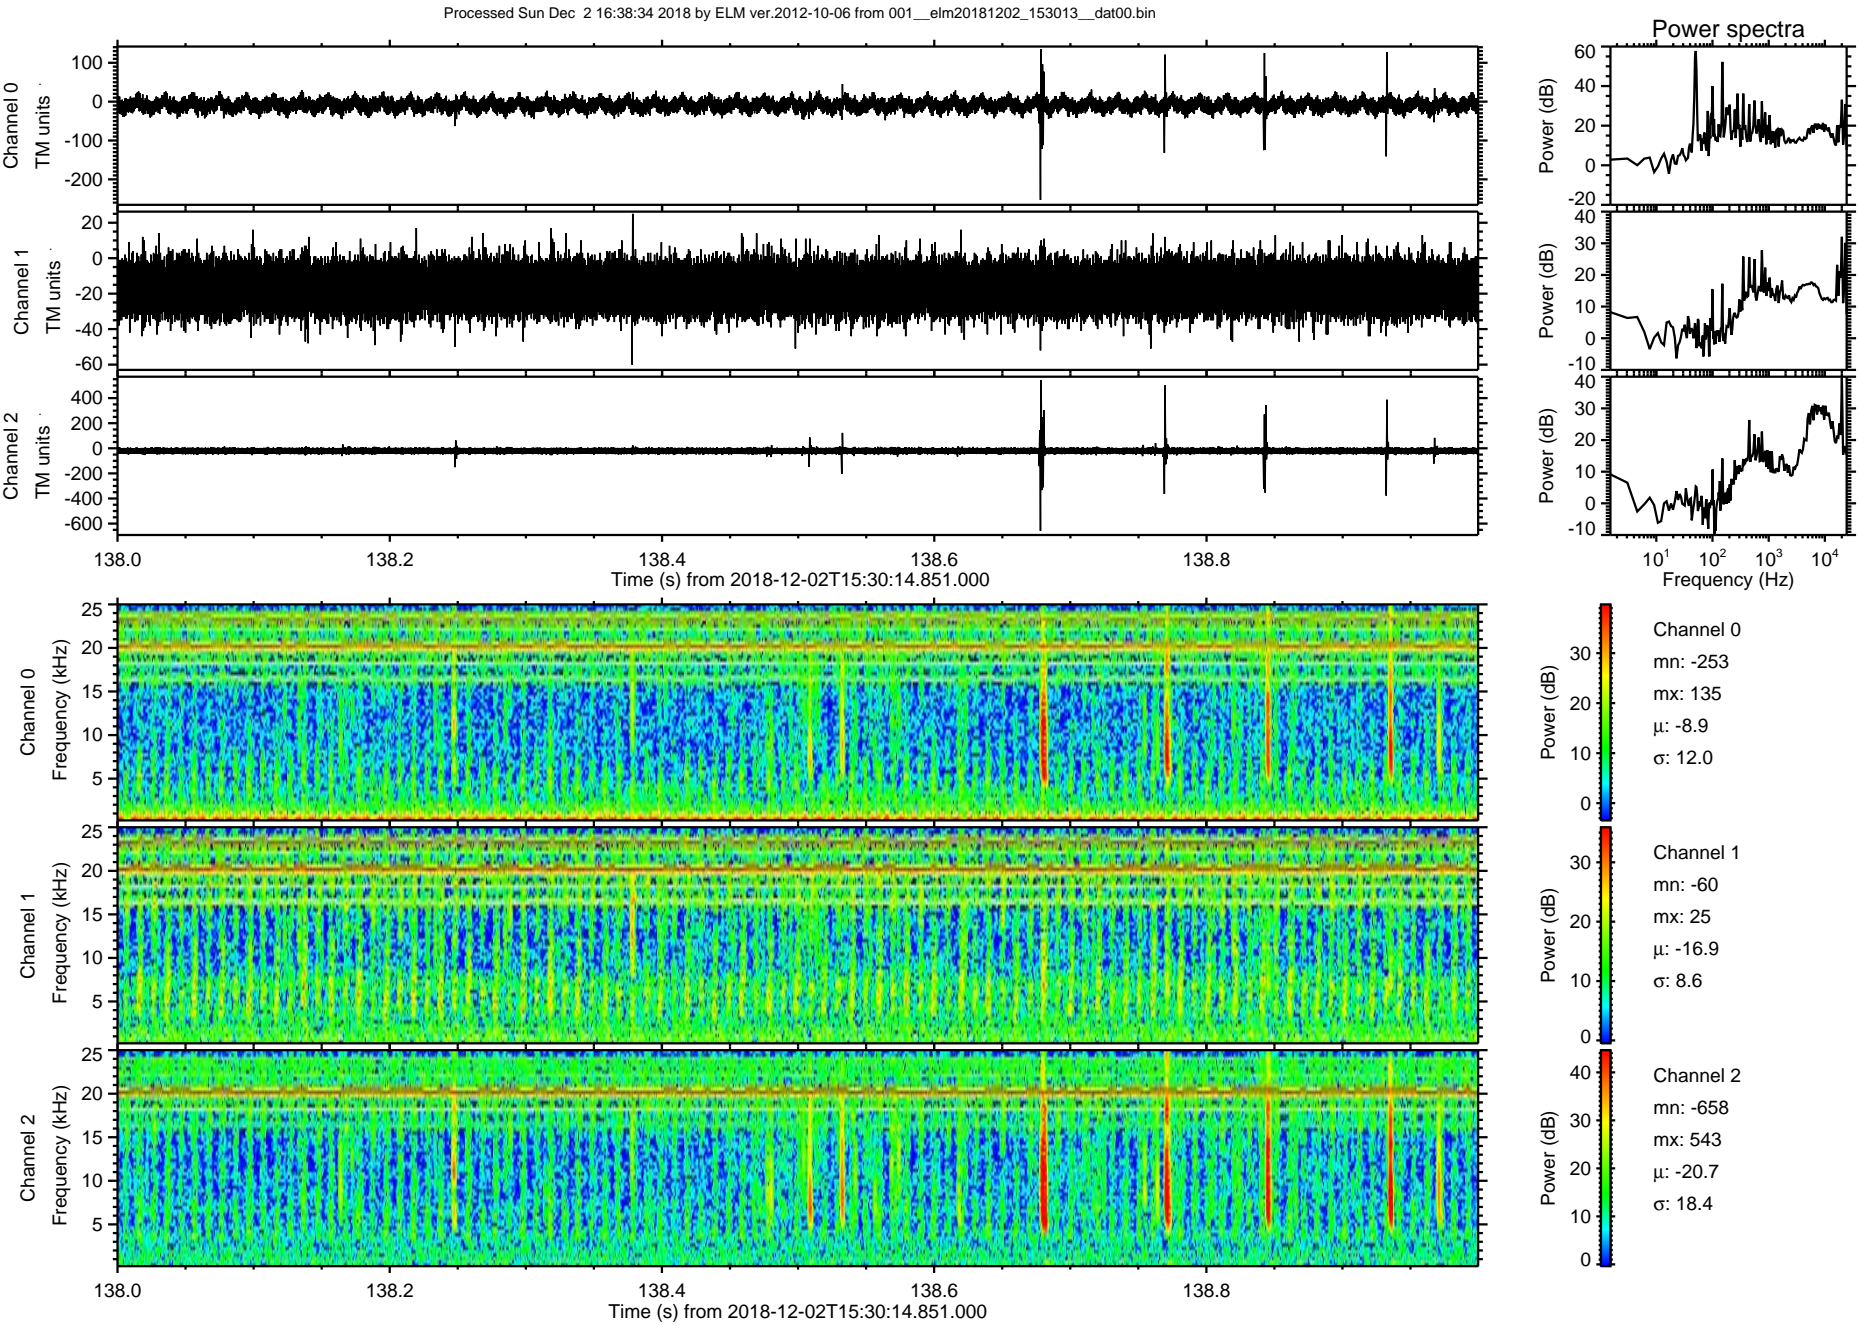 Processed Sun Dec  2 16:38:34 2018 by ELM ver.2012-10-06 from 001__elm20181202_153013__dat00.bin
Power spectra
Channel 0
TM units
100
0
-100
-200
Power (dB)
60
40
20
0
-20
Channel 1
TM units
20
0
-20
-40
-60
Power (dB)
40
30
20
10
0
-10
Channel 2
TM units
400
200
0
-200
-400
-600
Power (dB)
40
30
20
10
0
-10
138.0 138.2 138.4 138.6 138.8
Time (s) from 2018-12-02T15:30:14.851.000
10¹ 10² 10³ 10⁴
Frequency (Hz)
Channel 0
Frequency (kHz)
25
20
15
10
5
Power (dB)
30
20
10
0
Channel 0
mn: -253
mx: 135
μ: -8.9
σ: 12.0
Channel 1
Frequency (kHz)
25
20
15
10
5
Power (dB)
30
20
10
0
Channel 1
mn: -60
mx: 25
μ: -16.9
σ: 8.6
Channel 2
Frequency (kHz)
25
20
15
10
5
Power (dB)
40
30
20
10
0
Channel 2
mn: -658
mx: 543
μ: -20.7
σ: 18.4
138.0 138.2 138.4 138.6 138.8
Time (s) from 2018-12-02T15:30:14.851.000